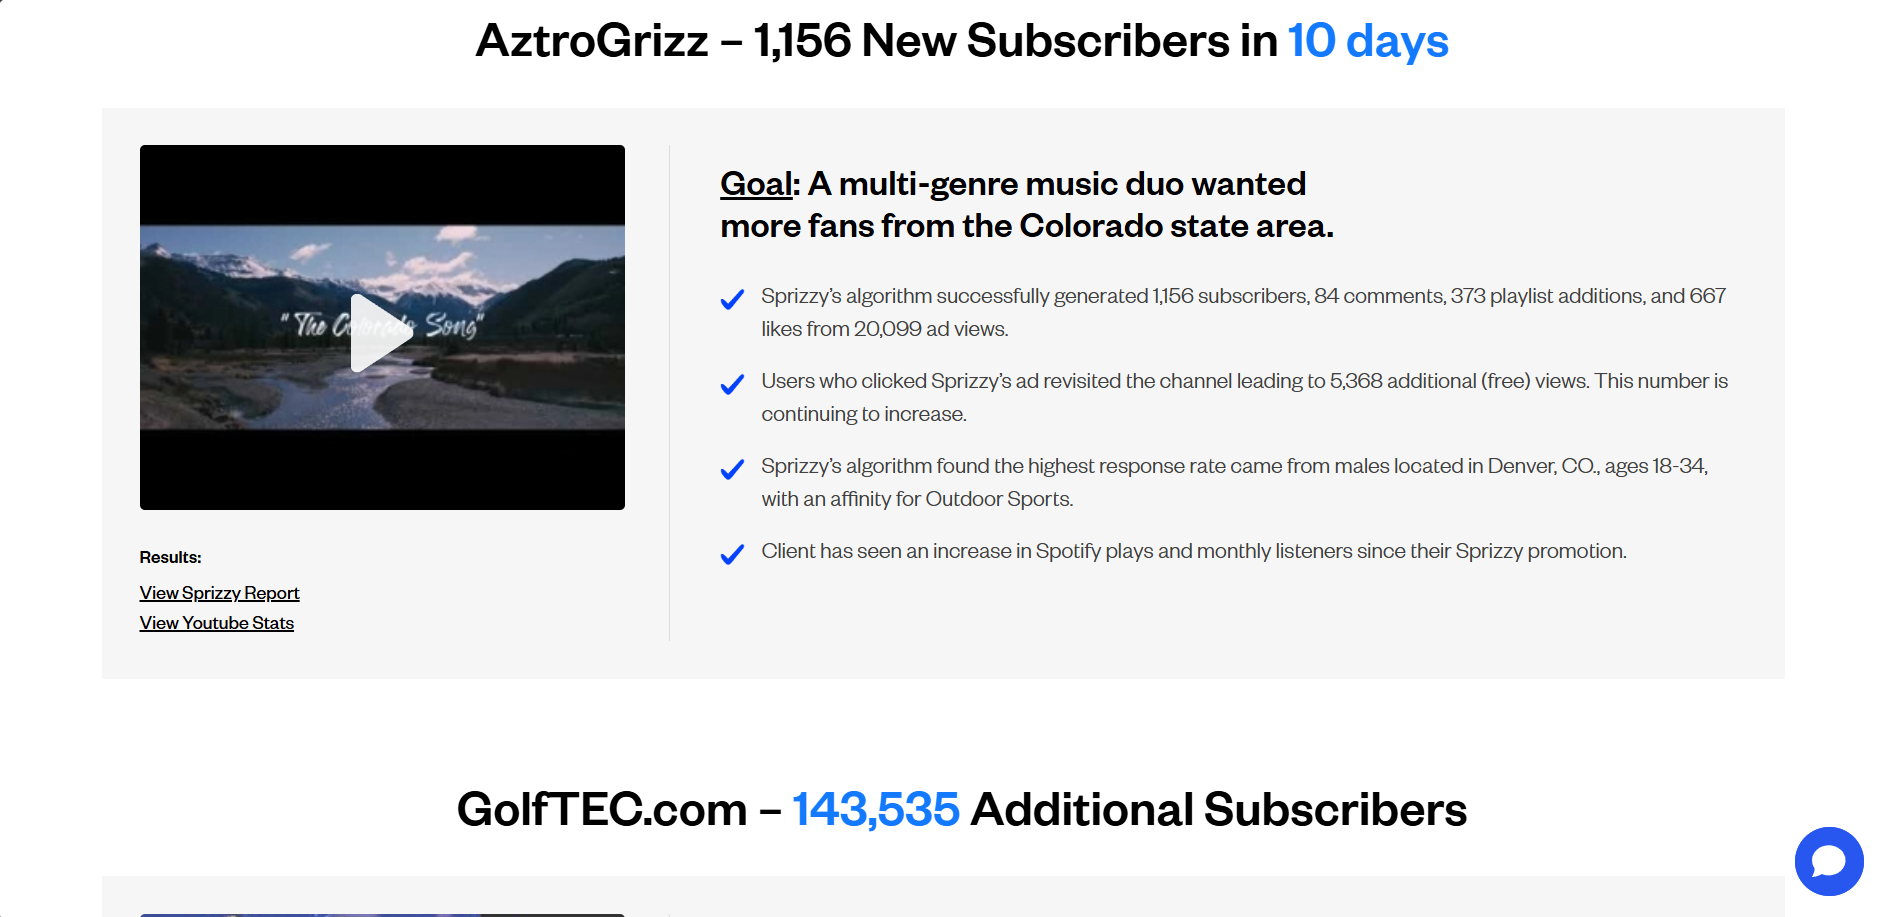 AztroGrizz – 1,156 New Subscribers in 10 days
"The Colorado Song"
Results:
View Sprizzy Report
View Youtube Stats
Goal: A multi-genre music duo wanted
more fans from the Colorado state area.
Sprizzy’s algorithm successfully generated 1,156 subscribers, 84 comments, 373 playlist additions, and 667
likes from 20,099 ad views.
Users who clicked Sprizzy’s ad revisited the channel leading to 5,368 additional (free) views. This number is
continuing to increase.
Sprizzy’s algorithm found the highest response rate came from males located in Denver, CO., ages 18-34,
with an affinity for Outdoor Sports.
Client has seen an increase in Spotify plays and monthly listeners since their Sprizzy promotion.
GolfTEC.com – 143,535 Additional Subscribers